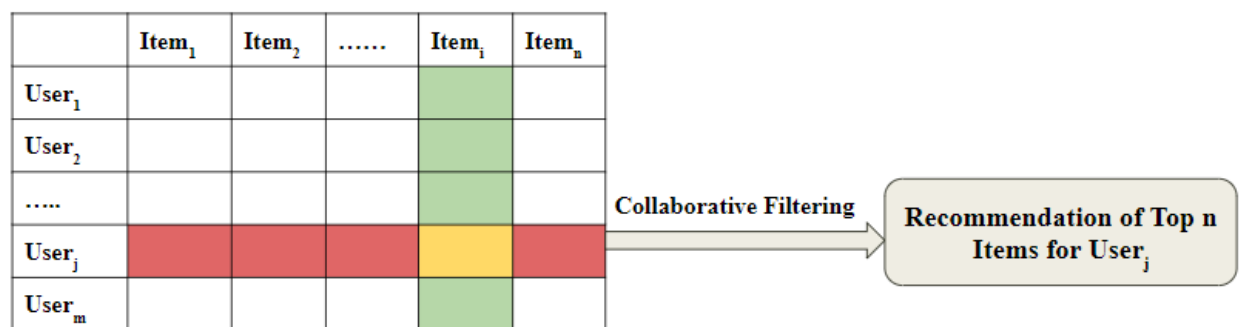 Item₁ Item₂ ...... Itemᵢ Itemₙ
User₁
User₂
.....
Userⱼ
Userₘ
Collaborative Filtering
Recommendation of Top n
Items for Userⱼ